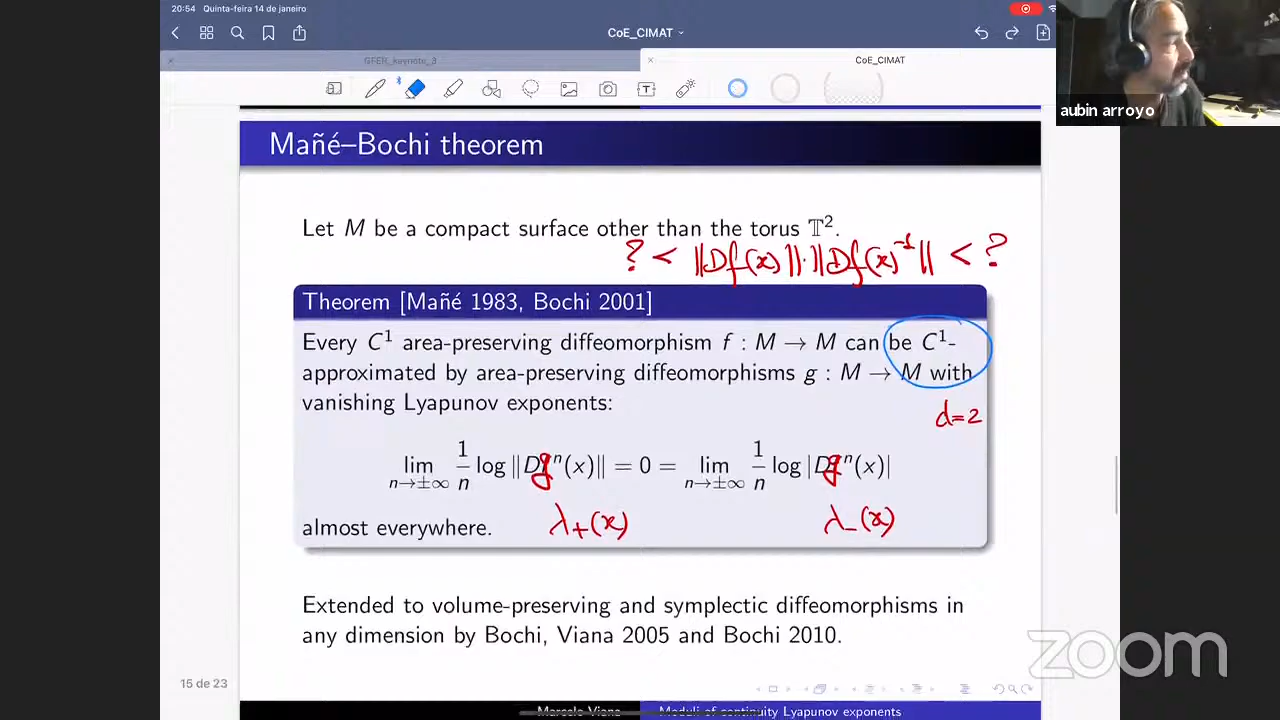 20:54 Quinta-feira 14 de janeiro
CoE_CIMAT
GFER_keynote_3
CoE_CIMAT
aubin arroyo
Mañé–Bochi theorem
Let M be a compact surface other than the torus 𝕋².
? < ||Df(x)||·||Df(x)⁻¹|| < ?
Theorem [Mañé 1983, Bochi 2001]
Every C¹ area-preserving diffeomorphism f : M → M can be C¹-
approximated by area-preserving diffeomorphisms g : M → M with
vanishing Lyapunov exponents:
d=2
lim n→±∞ 1/n log ‖Dgⁿ(x)‖ = 0 = lim n→±∞ 1/n log |Dgⁿ(x)|
almost everywhere. λ₊(x) λ₋(x)
Extended to volume-preserving and symplectic diffeomorphisms in
any dimension by Bochi, Viana 2005 and Bochi 2010.
zoom
15 de 23
Marcelo Viana Moduli of continuity Lyapunov exponents